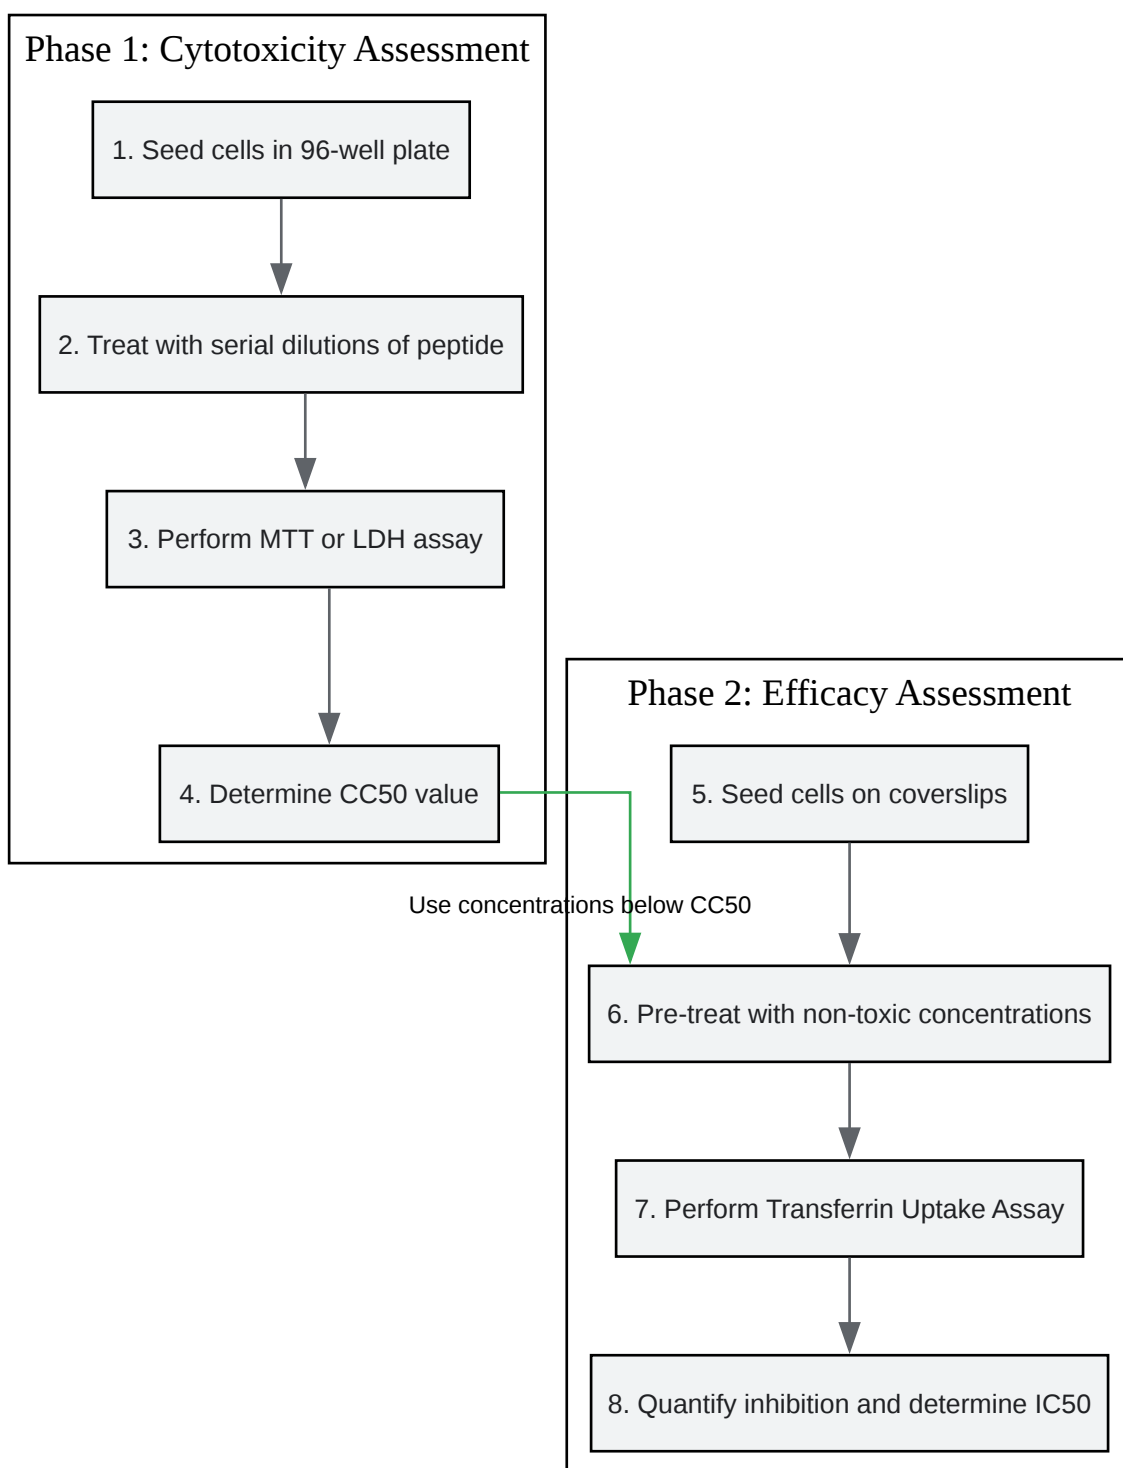 Phase 1: Cytotoxicity Assessment
1. Seed cells in 96-well plate
2. Treat with serial dilutions of peptide
3. Perform MTT or LDH assay
4. Determine CC50 value
Use concentrations below CC50
Phase 2: Efficacy Assessment
5. Seed cells on coverslips
6. Pre-treat with non-toxic concentrations
7. Perform Transferrin Uptake Assay
8. Quantify inhibition and determine IC50